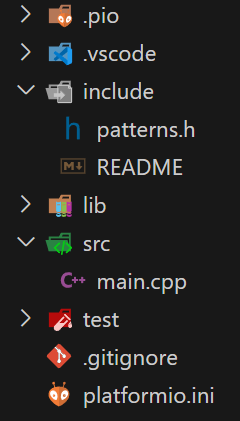 .pio
.vscode
include
h patterns.h
M README
lib
src
C++ main.cpp
test
.gitignore
platformio.ini